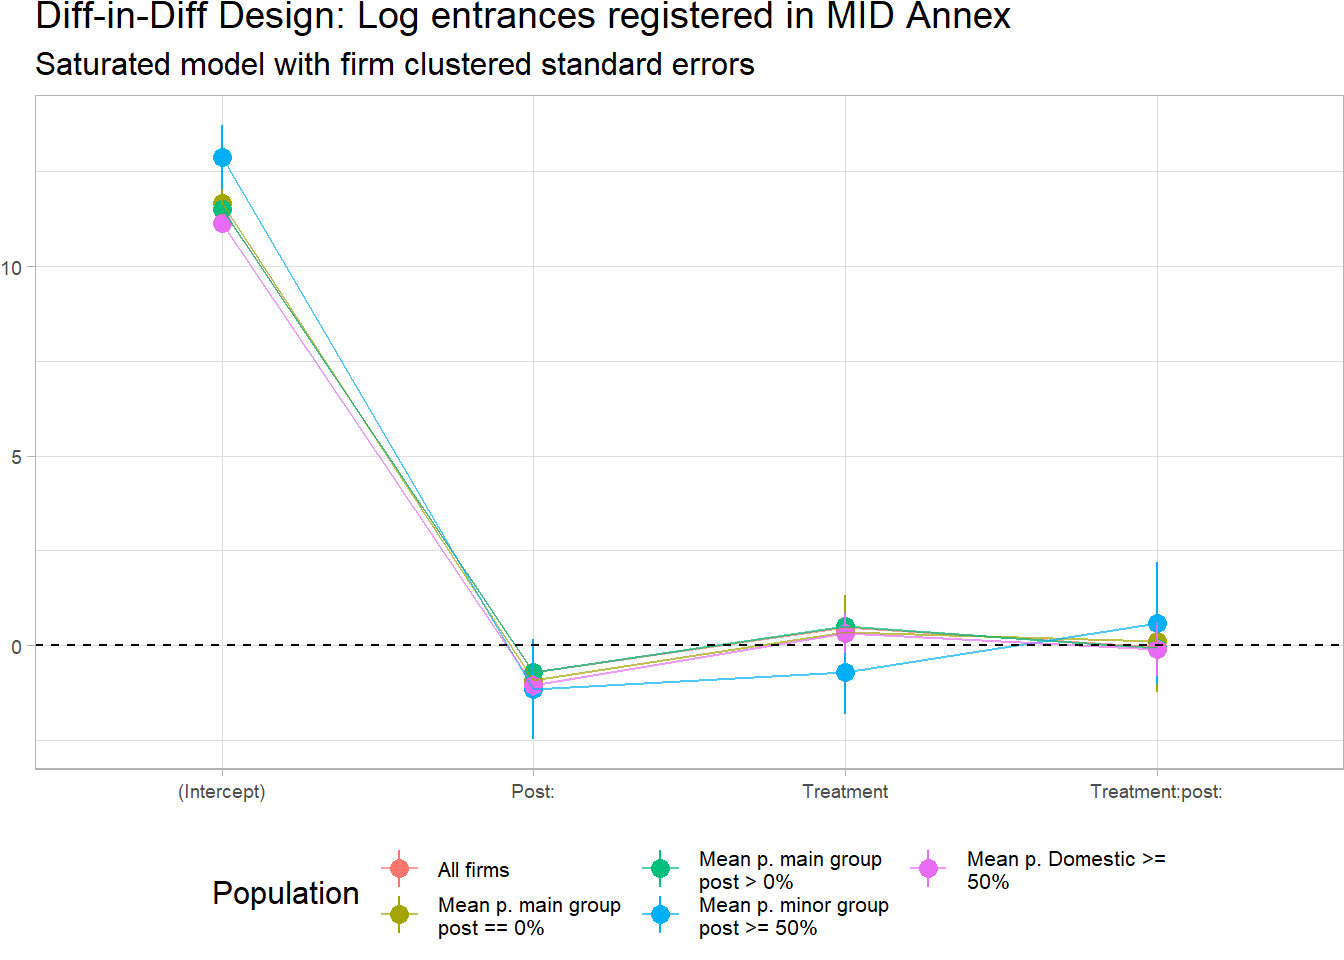 Diff-in-Diff Design: Log entrances registered in MID Annex
Saturated model with firm clustered standard errors
10
5
0
(Intercept)
Post:
Treatment
Treatment:post:
Population
All firms
Mean p. main group
post == 0%
Mean p. main group
post > 0%
Mean p. minor group
post >= 50%
Mean p. Domestic >=
50%